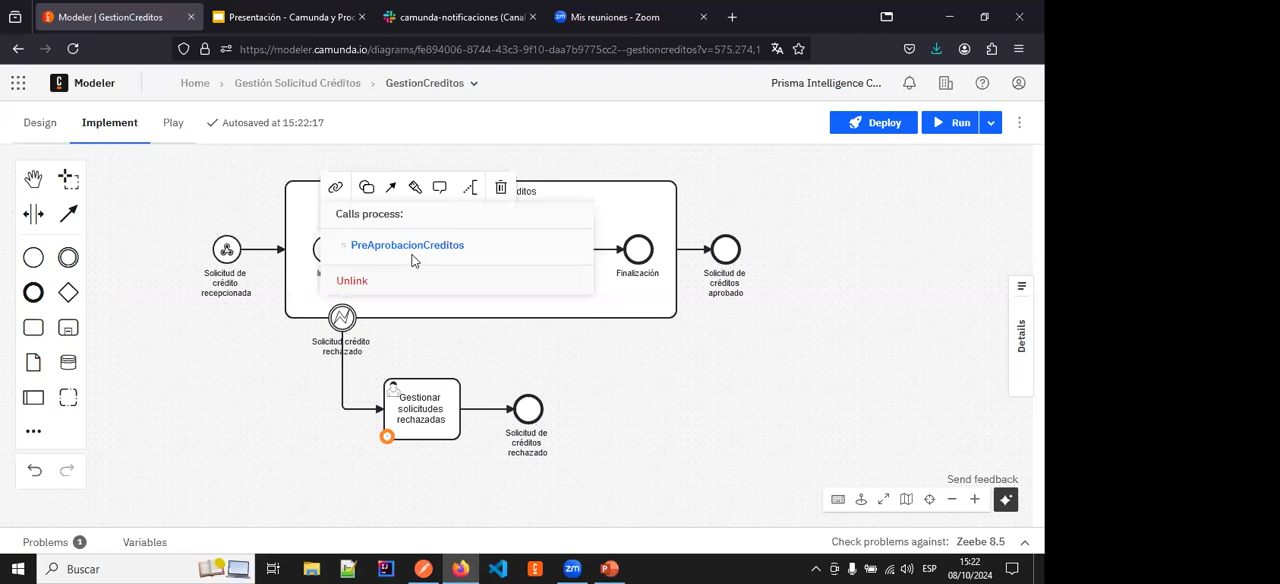 Modeler | GestionCreditos
Presentación - Camunda y Proc
camunda-notificaciones (Canal
Mis reuniones - Zoom
https://modeler.camunda.io/diagrams/fe894006-8744-43c3-9f10-daa7b9775cc2--gestioncreditos?v=575,274,1
Modeler
Home
Gestión Solicitud Créditos
GestionCreditos
Prisma Intelligence C...
Design
Implement
Play
Autosaved at 15:22:17
Deploy
Run
ditos
Calls process:
PreAprobacionCreditos
Unlink
Solicitud de
crédito
recepcionada
Finalización
Solicitud de
créditos
aprobado
Solicitud crédito
rechazado
Gestionar
solicitudes
rechazadas
Solicitud de
créditos
rechazado
Details
Send feedback
Problems 1
Variables
Check problems against: Zeebe 8.5
Buscar
ESP
15:22
08/10/2024